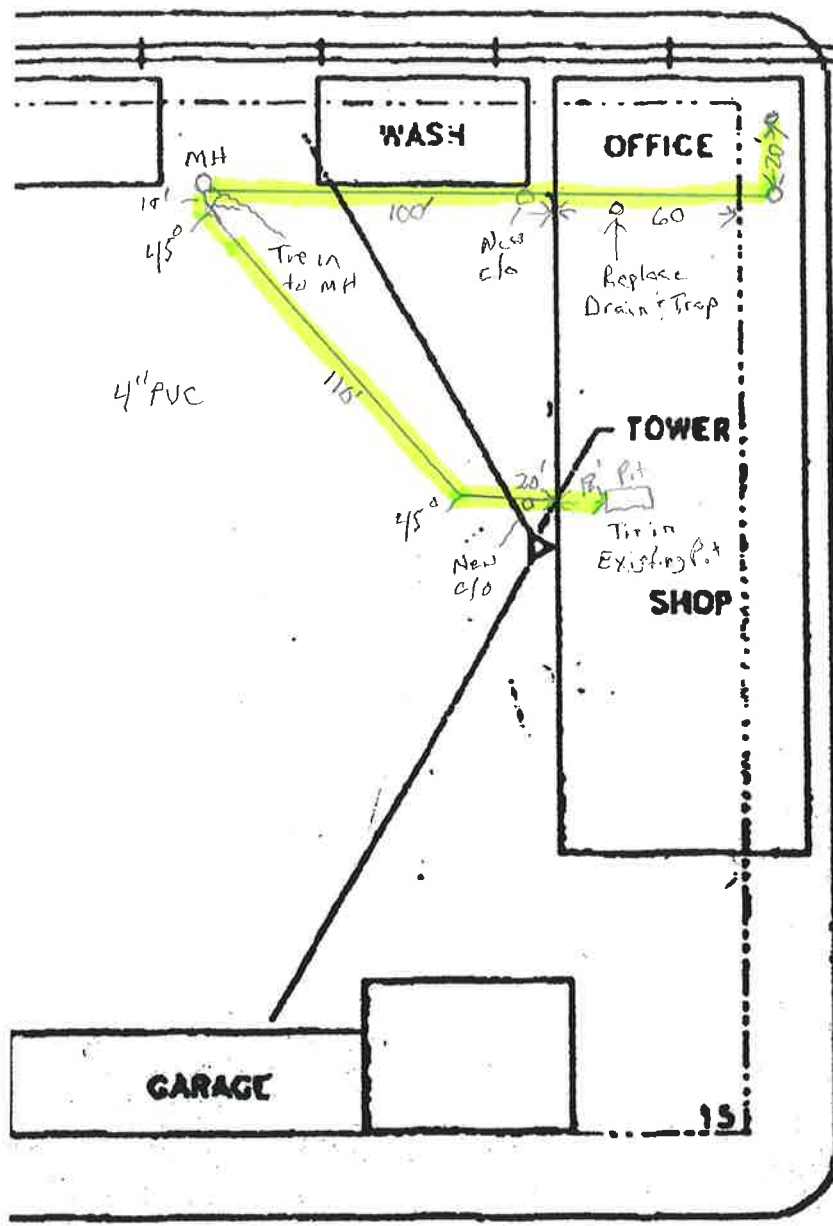 WASH
OFFICE
MH
20'
100'
60
45°
Tie in
to MH
New
c/o
Replace
Drain & Trap
4" PVC
110'
TOWER
20'
Pit
45°
New
c/o
Tie in
Existing Pit
SHOP
GARAGE
15